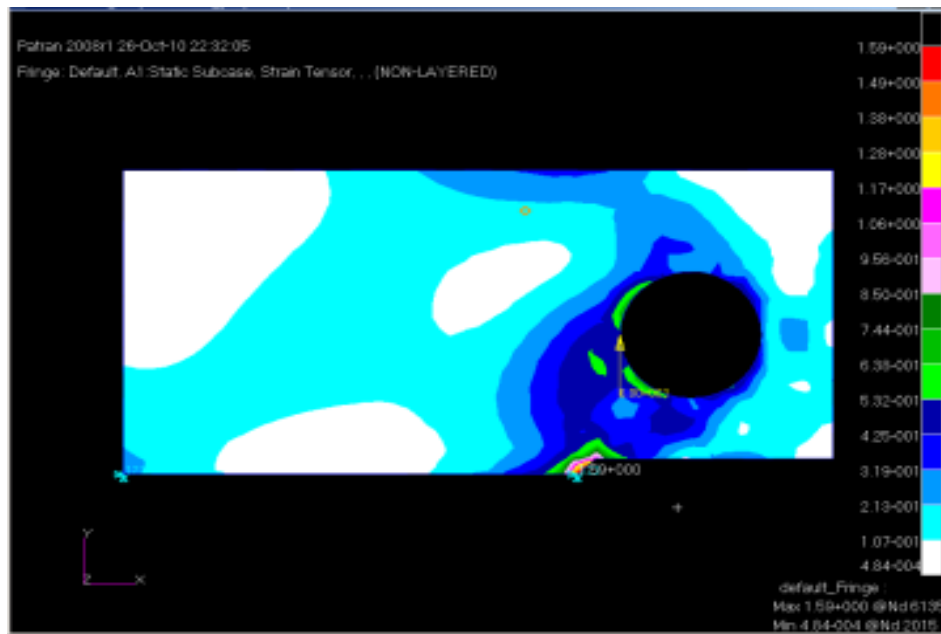 Patran 2008r1 26-Oct-10 22:32:05
Fringe: Default, A1:Static Subcase, Strain Tensor, , , (NON-LAYERED)
1.59+000
1.49+000
1.38+000
1.28+000
1.17+000
1.06+000
9.56-001
8.50-001
7.44-001
6.38-001
5.32-001
4.25-001
3.19-001
2.13-001
1.07-001
4.84-004
Y
Z X
default_Fringe :
Max 1.59+000 @Nd 6135
Min 4.84-004 @Nd 2015